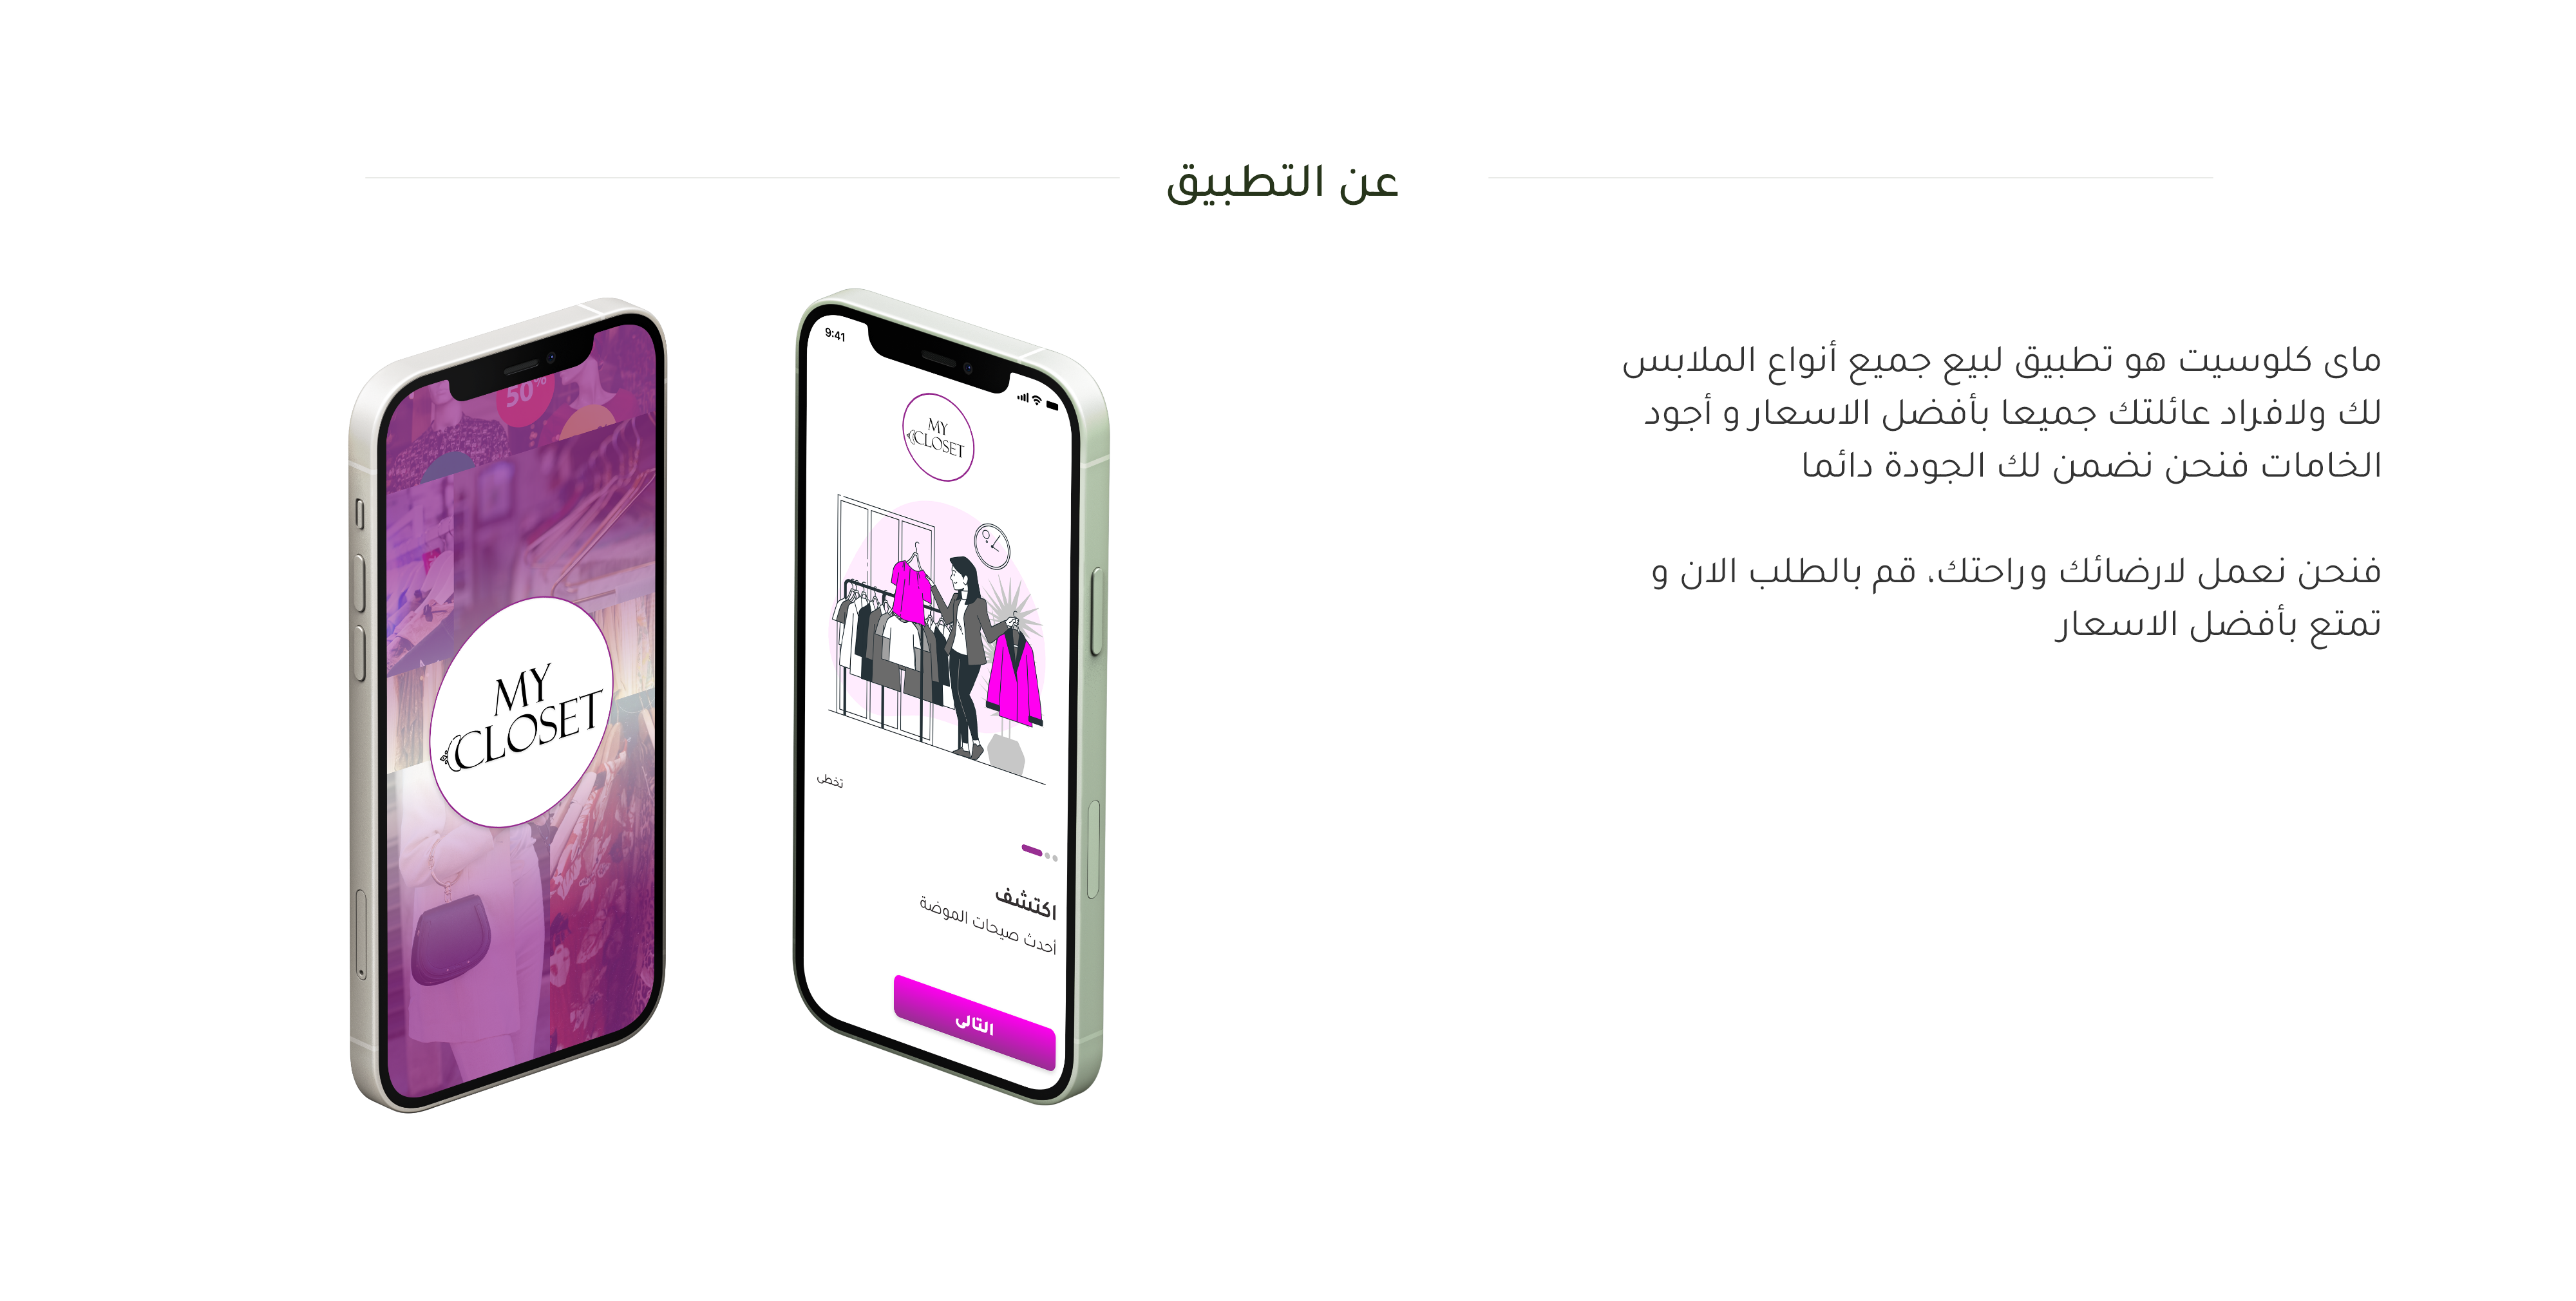 عن التطبيق
ماى كلوسيت هو تطبيق لبيع جميع أنواع الملابس
لك ولافراد عائلتك جميعا بأفضل الاسعار و أجود
الخامات فنحن نضمن لك الجودة دائما
فنحن نعمل لارضائك وراحتك، قم بالطلب الان و
تمتع بأفضل الاسعار
9:41
MY
CLOSET
تخطى
اكتشف
أحدث صيحات الموضة
التالى
50%
MY
CLOSET